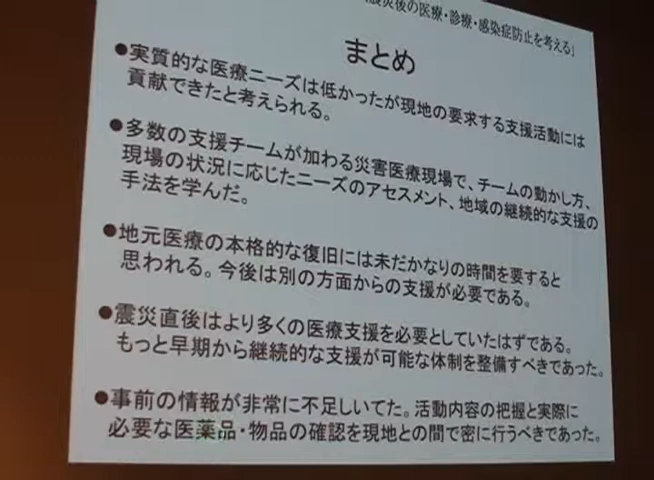 震災後の医療・診療・感染症防止を考える」
まとめ
●実質的な医療ニーズは低かったが現地の要求する支援活動には
貢献できたと考えられる。
●多数の支援チームが加わる災害医療現場で、チームの動かし方、
現場の状況に応じたニーズのアセスメント、地域の継続的な支援の
手法を学んだ。
●地元医療の本格的な復旧には未だかなりの時間を要すると
思われる。今後は別の方面からの支援が必要である。
●震災直後はより多くの医療支援を必要としていたはずである。
もっと早期から継続的な支援が可能な体制を整備すべきであった。
●事前の情報が非常に不足しいてた。活動内容の把握と実際に
必要な医薬品・物品の確認を現地との間で密に行うべきであった。